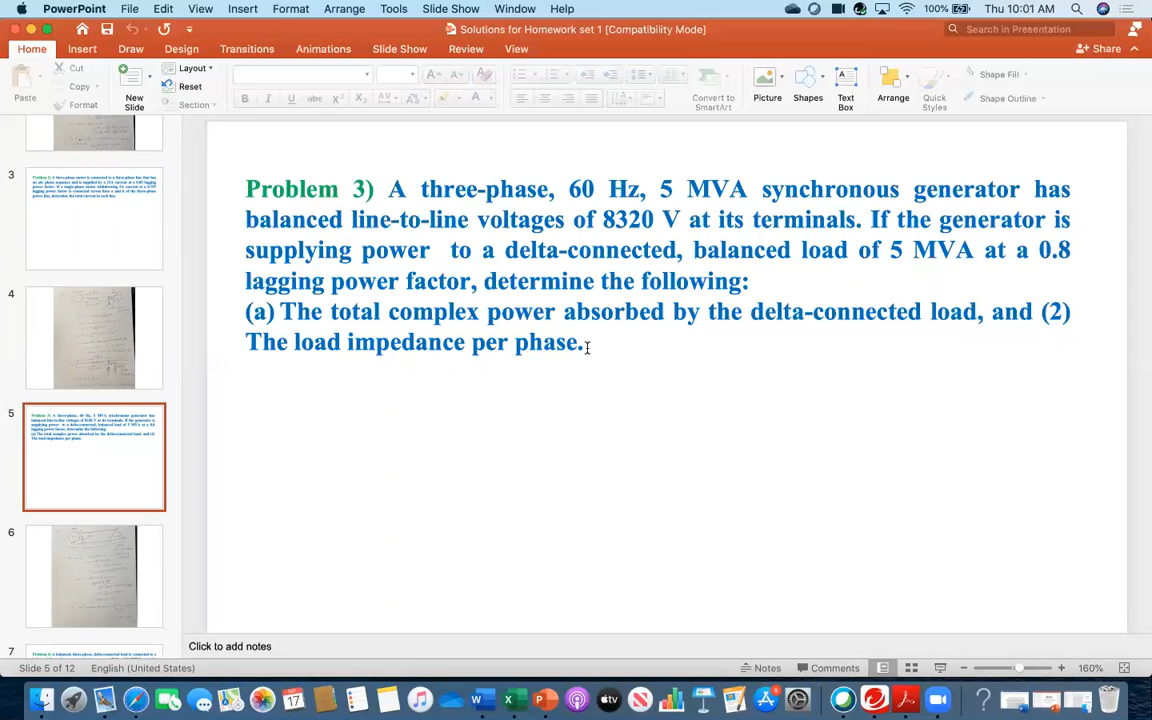 PowerPoint File Edit View Insert Format Arrange Tools Slide Show Window Help 100% Thu 10:01 AM
Solutions for Homework set 1 [Compatibility Mode] Search in Presentation
Home Insert Draw Design Transitions Animations Slide Show Review View Share
Paste Cut Copy Format
New Slide Layout Reset Section
Convert to SmartArt Picture Shapes Text Box Arrange Quick Styles Shape Fill Shape Outline
3
4
5
6
7
Problem 3) A three-phase, 60 Hz, 5 MVA synchronous generator has
balanced line-to-line voltages of 8320 V at its terminals. If the generator is
supplying power to a delta-connected, balanced load of 5 MVA at a 0.8
lagging power factor, determine the following:
(a) The total complex power absorbed by the delta-connected load, and (2)
The load impedance per phase.
Click to add notes
Slide 5 of 12 English (United States) Notes Comments 160%